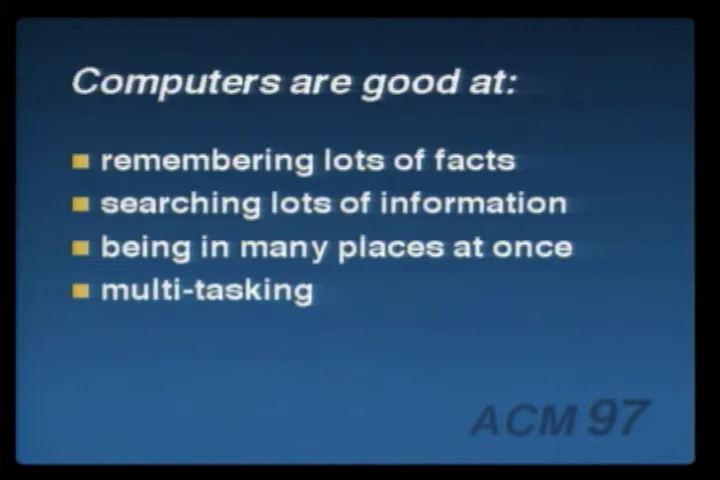 Computers are good at:
remembering lots of facts
searching lots of information
being in many places at once
multi-tasking
ACM 97